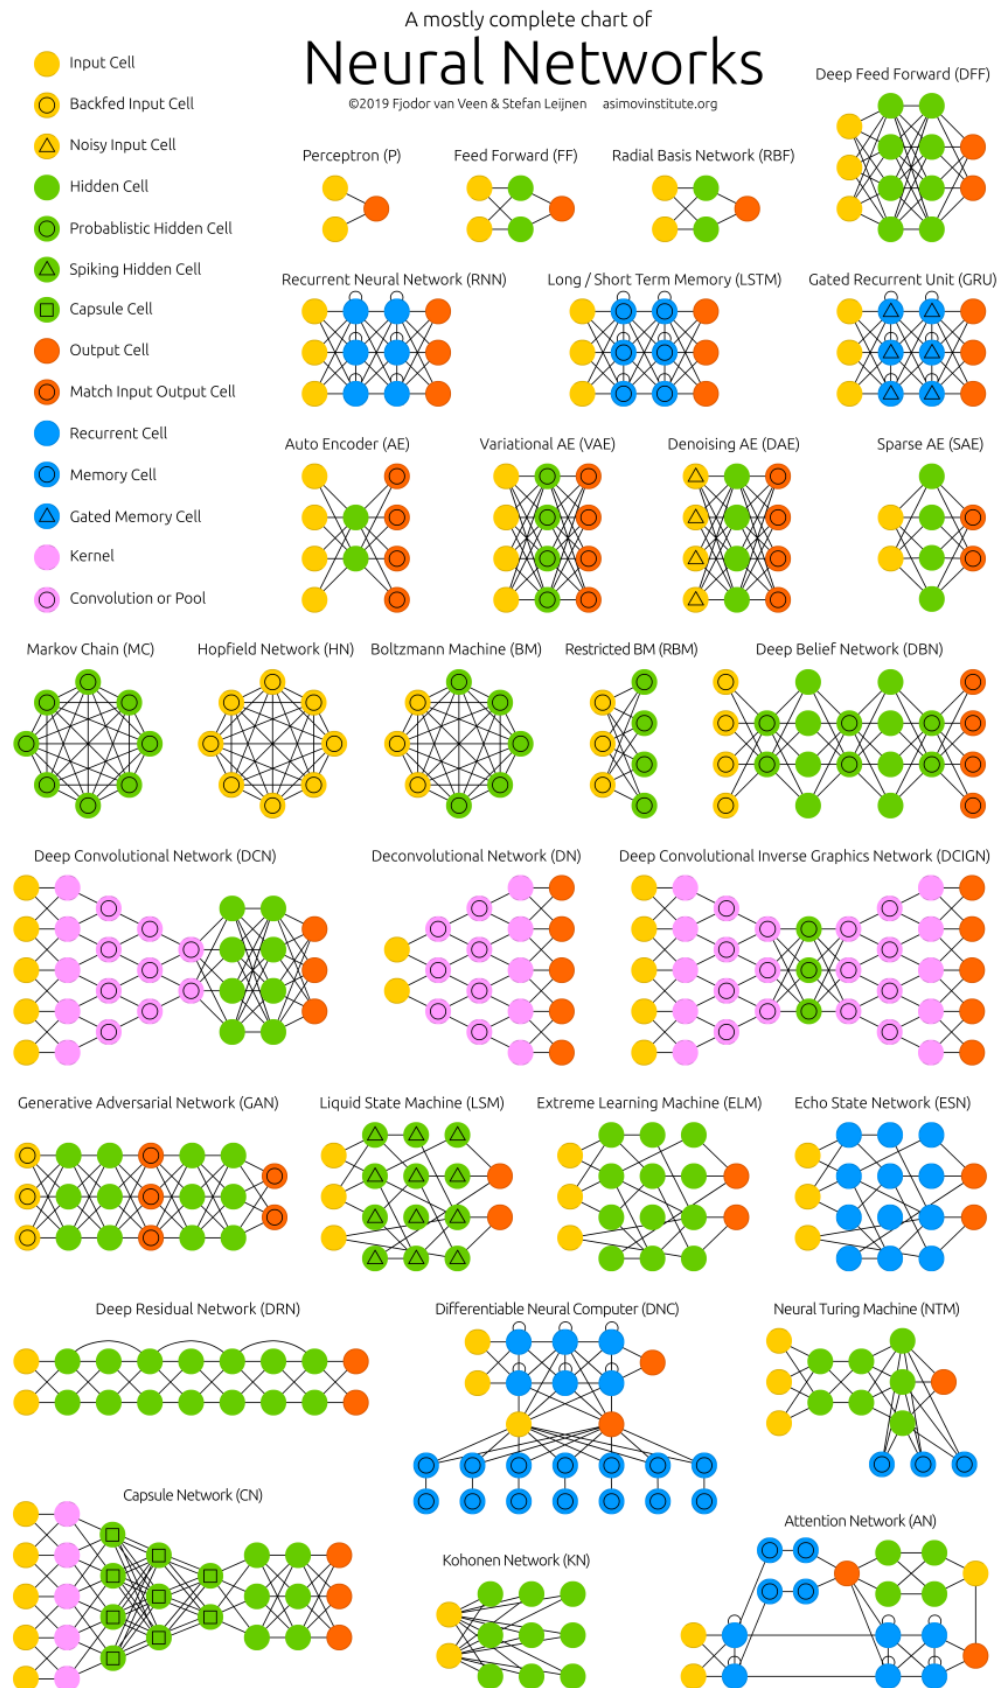 A mostly complete chart of
Neural Networks
©2019 Fjodor van Veen & Stefan Leijnen asimovinstitute.org
Input Cell
Backfed Input Cell
Noisy Input Cell
Hidden Cell
Probablistic Hidden Cell
Spiking Hidden Cell
Capsule Cell
Output Cell
Match Input Output Cell
Recurrent Cell
Memory Cell
Gated Memory Cell
Kernel
Convolution or Pool
Deep Feed Forward (DFF)
Perceptron (P)
Feed Forward (FF)
Radial Basis Network (RBF)
Recurrent Neural Network (RNN)
Long / Short Term Memory (LSTM)
Gated Recurrent Unit (GRU)
Auto Encoder (AE)
Variational AE (VAE)
Denoising AE (DAE)
Sparse AE (SAE)
Markov Chain (MC)
Hopfield Network (HN)
Boltzmann Machine (BM)
Restricted BM (RBM)
Deep Belief Network (DBN)
Deep Convolutional Network (DCN)
Deconvolutional Network (DN)
Deep Convolutional Inverse Graphics Network (DCIGN)
Generative Adversarial Network (GAN)
Liquid State Machine (LSM)
Extreme Learning Machine (ELM)
Echo State Network (ESN)
Deep Residual Network (DRN)
Differentiable Neural Computer (DNC)
Neural Turing Machine (NTM)
Capsule Network (CN)
Kohonen Network (KN)
Attention Network (AN)